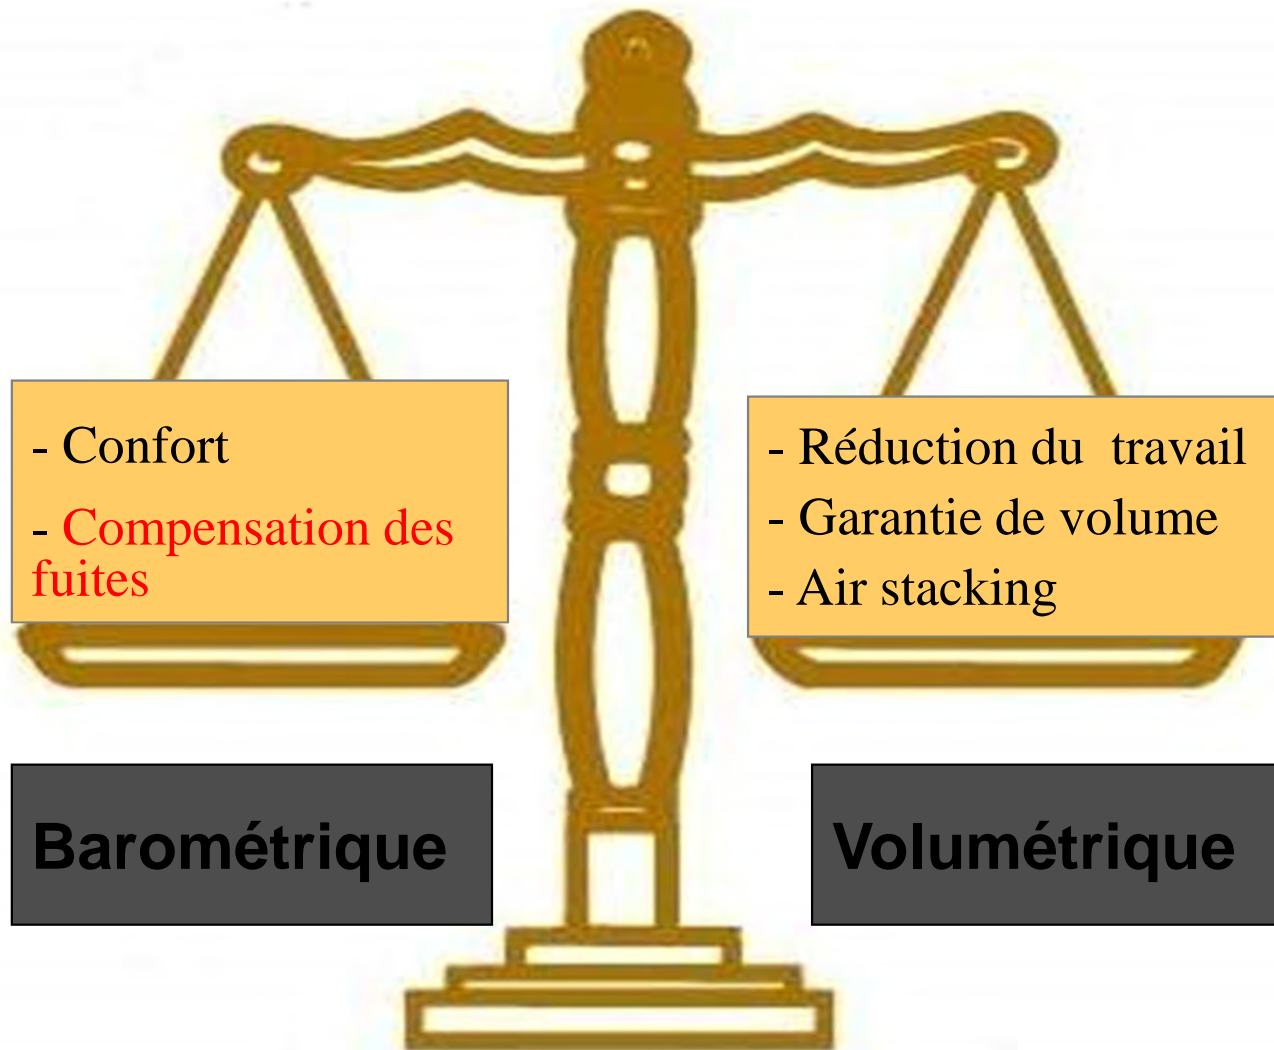 - Confort
- Compensation des
fuites
- Réduction du  travail
- Garantie de volume
- Air stacking
Barométrique
Volumétrique